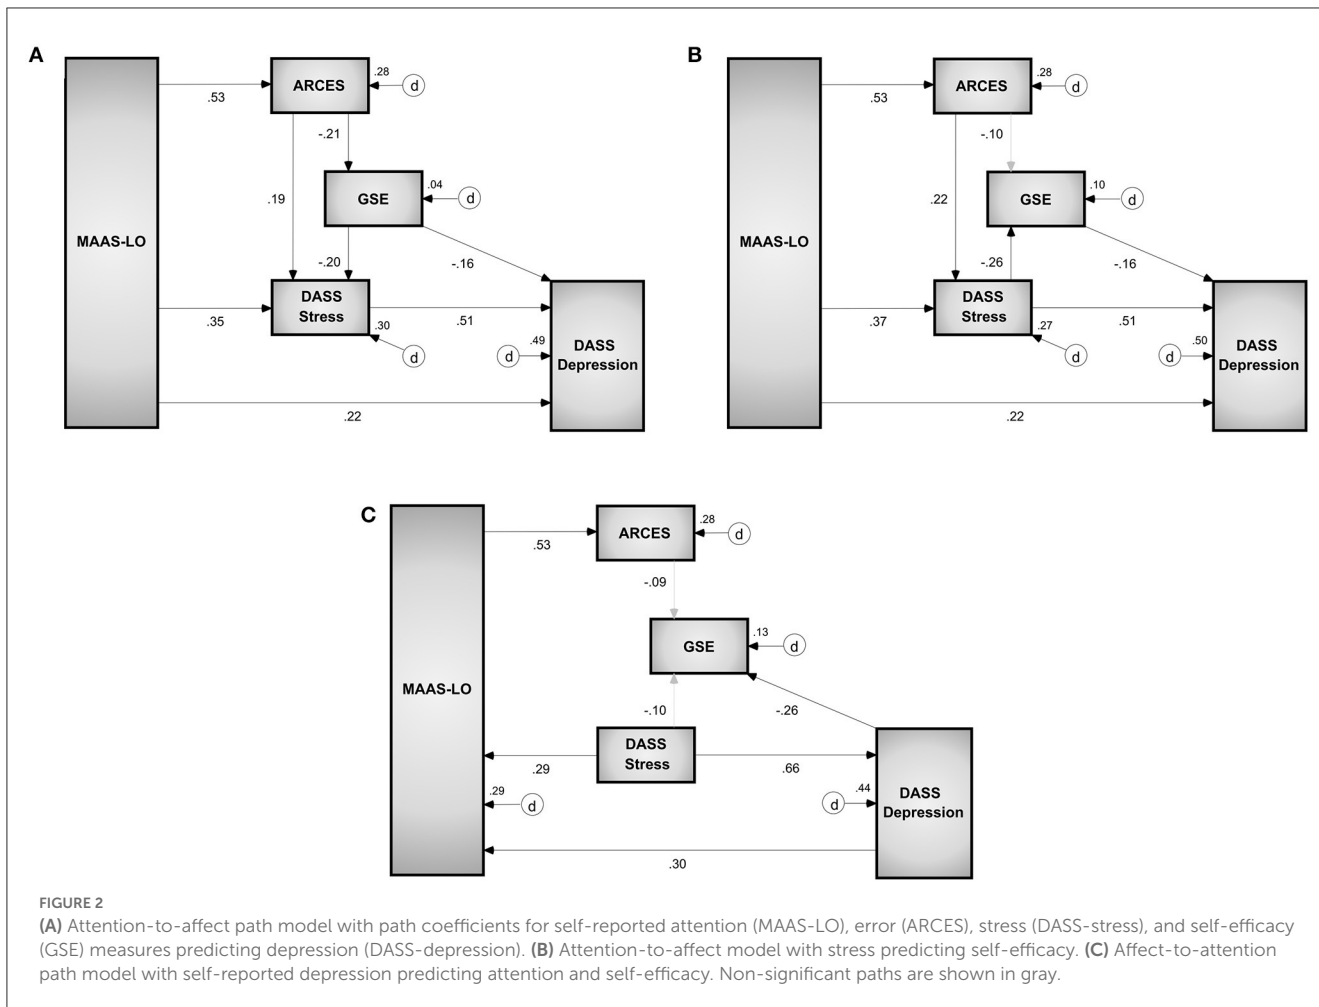 A
MAAS-LO
.53
ARCES
.28
d
-.21
.19
GSE
.04
d
-.20
-.16
.35
DASS
Stress
.30
d
.51
.49
d
DASS
Depression
.22
B
MAAS-LO
.53
ARCES
.28
d
-.10
.22
GSE
.10
d
-.26
-.16
.37
DASS
Stress
.27
d
.51
.50
d
DASS
Depression
.22
C
MAAS-LO
.53
ARCES
.28
d
-.09
GSE
.13
d
-.10
-.26
.29
DASS
Stress
.66
.29
d
.44
d
DASS
Depression
.30
FIGURE 2
(A) Attention-to-affect path model with path coefficients for self-reported attention (MAAS-LO), error (ARCES), stress (DASS-stress), and self-efficacy
(GSE) measures predicting depression (DASS-depression). (B) Attention-to-affect model with stress predicting self-efficacy. (C) Affect-to-attention
path model with self-reported depression predicting attention and self-efficacy. Non-significant paths are shown in gray.